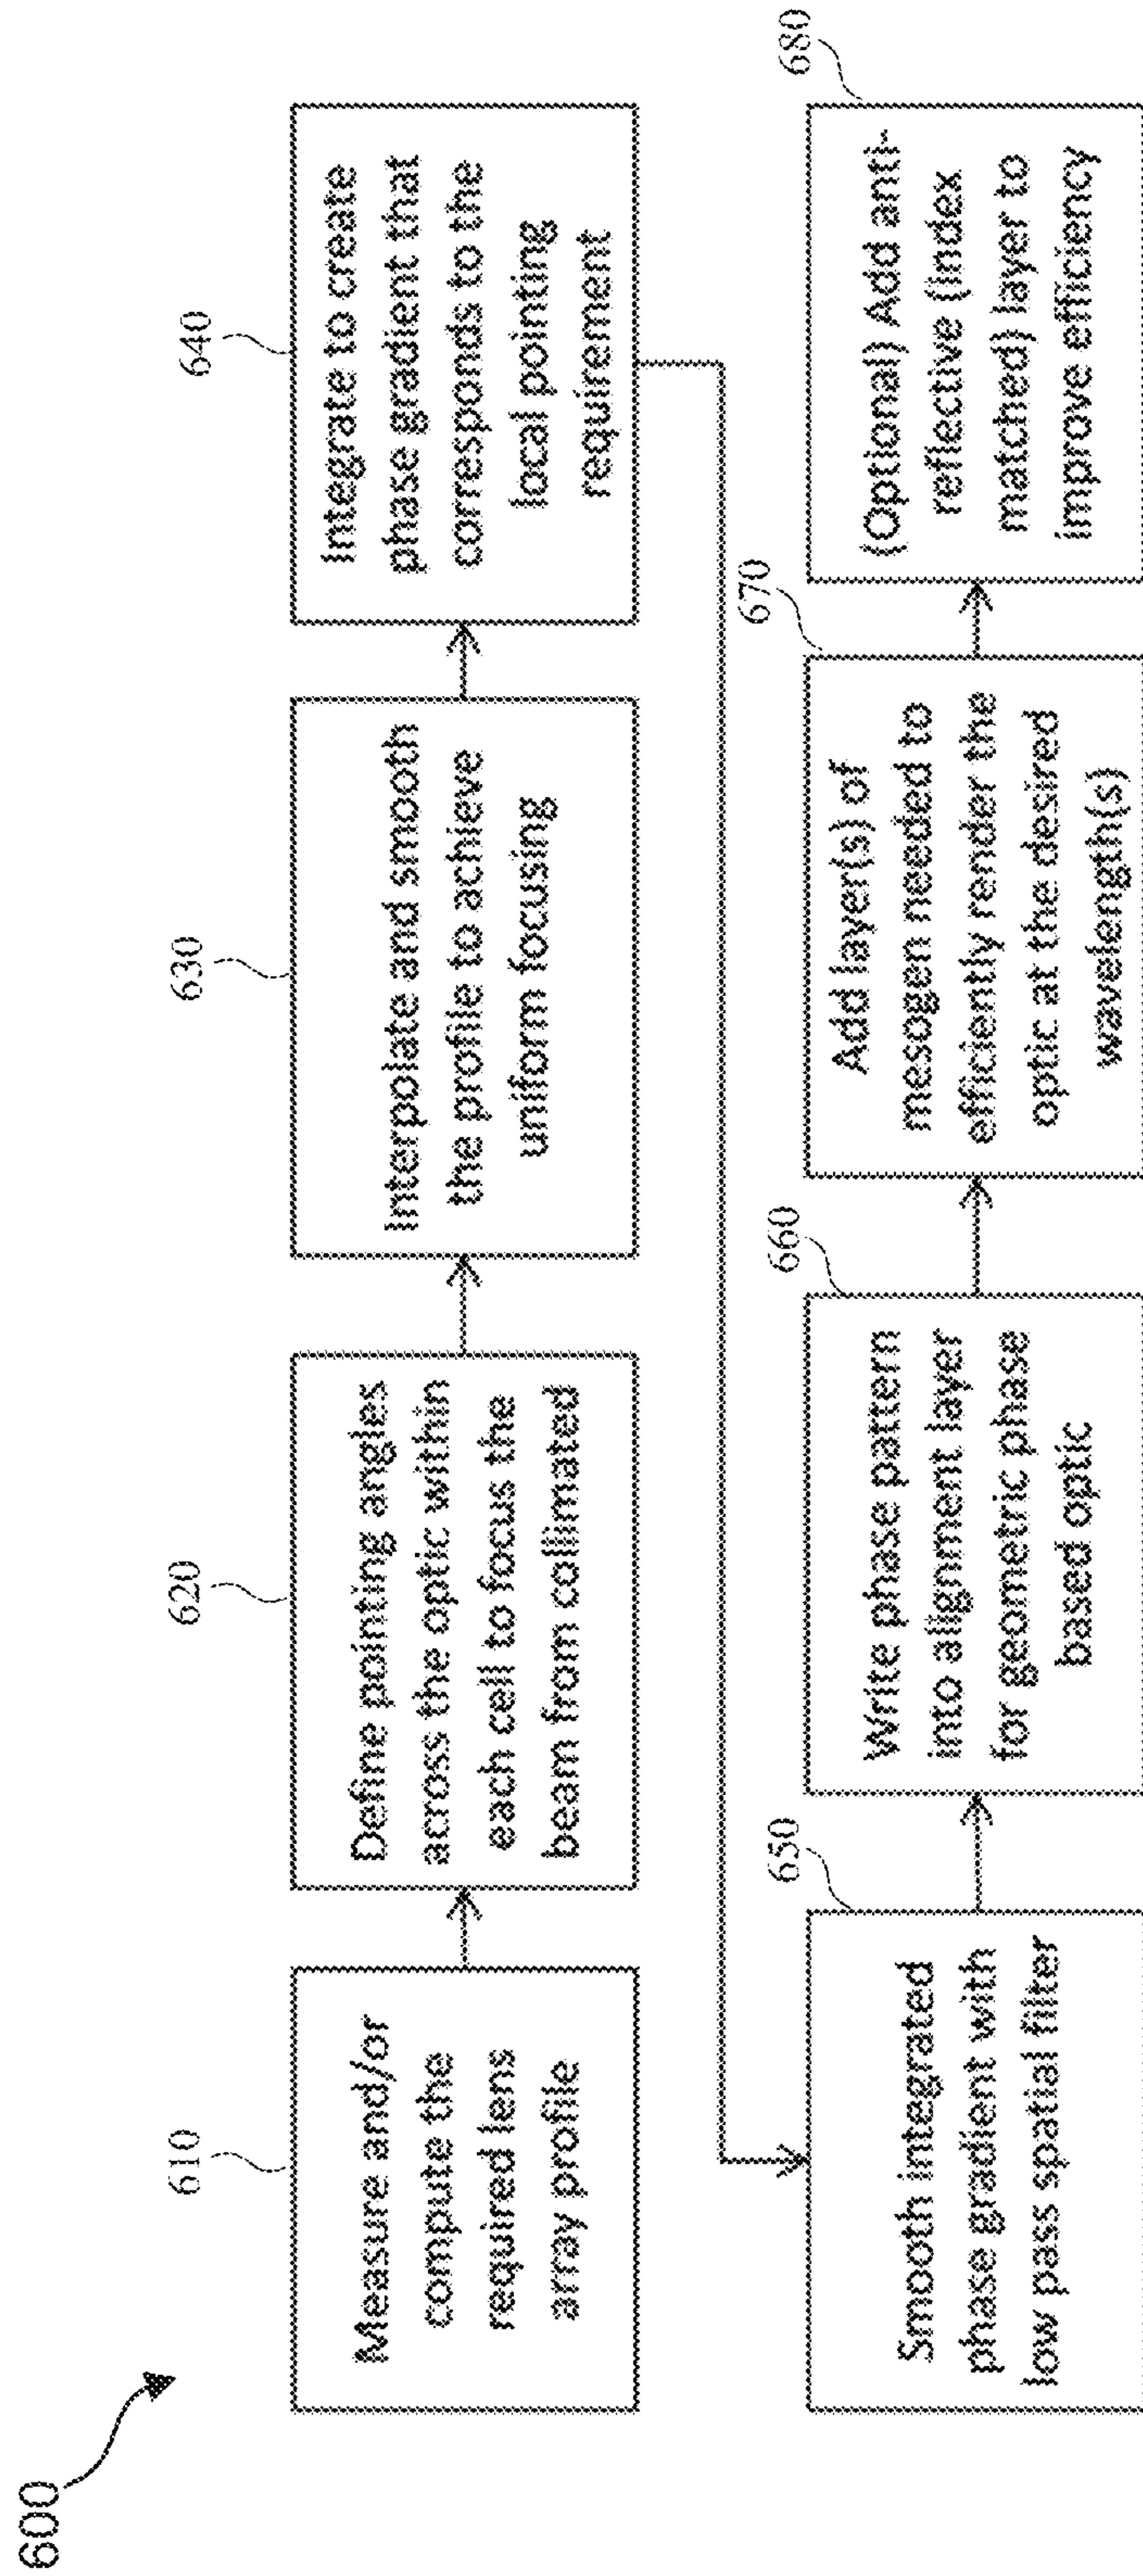 600
610
Measure and/or
compute the
required lens
array profile
620
Define pointing angles
across the optic within
each cell to focus the
beam from collimated
630
Interpolate and smooth
the profile to achieve
uniform focusing
640
Integrate to create
phase gradient that
corresponds to the
local pointing
requirement
650
Smooth integrated
phase gradient with
low pass spatial filter
660
Write phase pattern
into alignment layer
for geometric phase
based optic
670
Add layer(s) of
mesogen needed to
efficiently render the
optic at the desired
wavelength(s)
680
(Optional) Add anti-
reflective (index
matched) layer to
improve efficiency